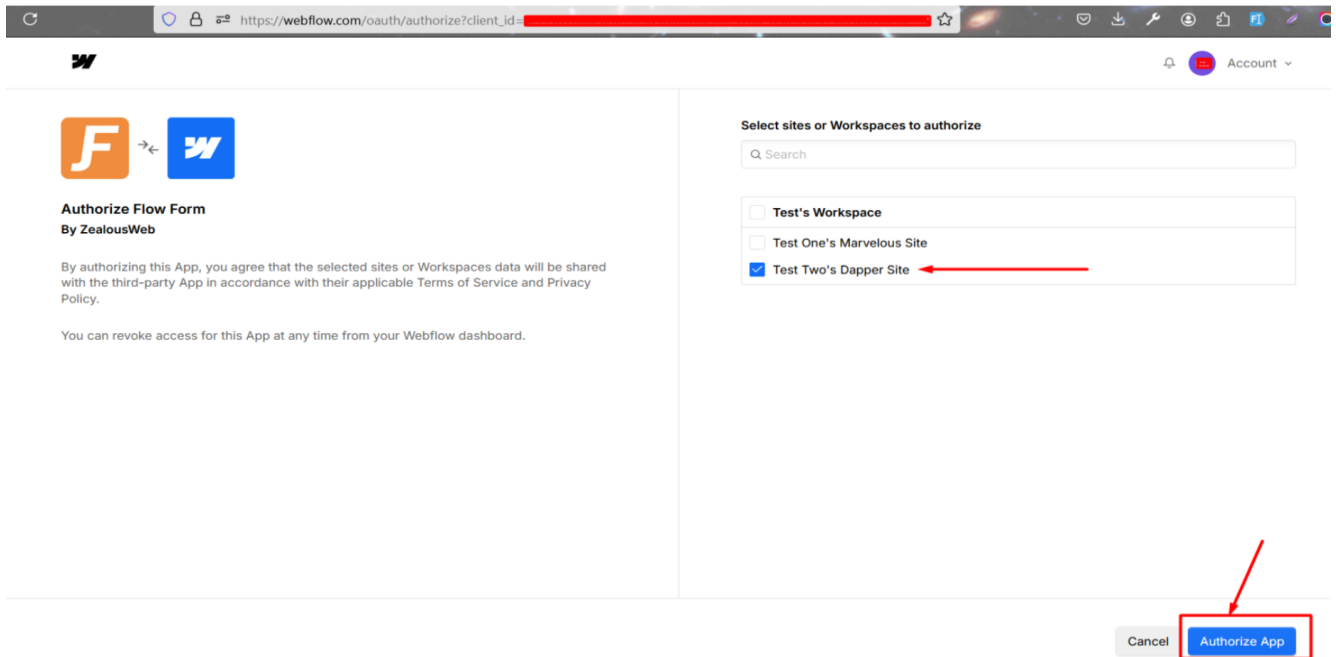 https://webflow.com/oauth/authorize?client_id=
Account
Select sites or Workspaces to authorize
Search
Authorize Flow Form
By ZealousWeb
Test's Workspace
Test One's Marvelous Site
Test Two's Dapper Site
By authorizing this App, you agree that the selected sites or Workspaces data will be shared
with the third-party App in accordance with their applicable Terms of Service and Privacy
Policy.
You can revoke access for this App at any time from your Webflow dashboard.
Cancel
Authorize App